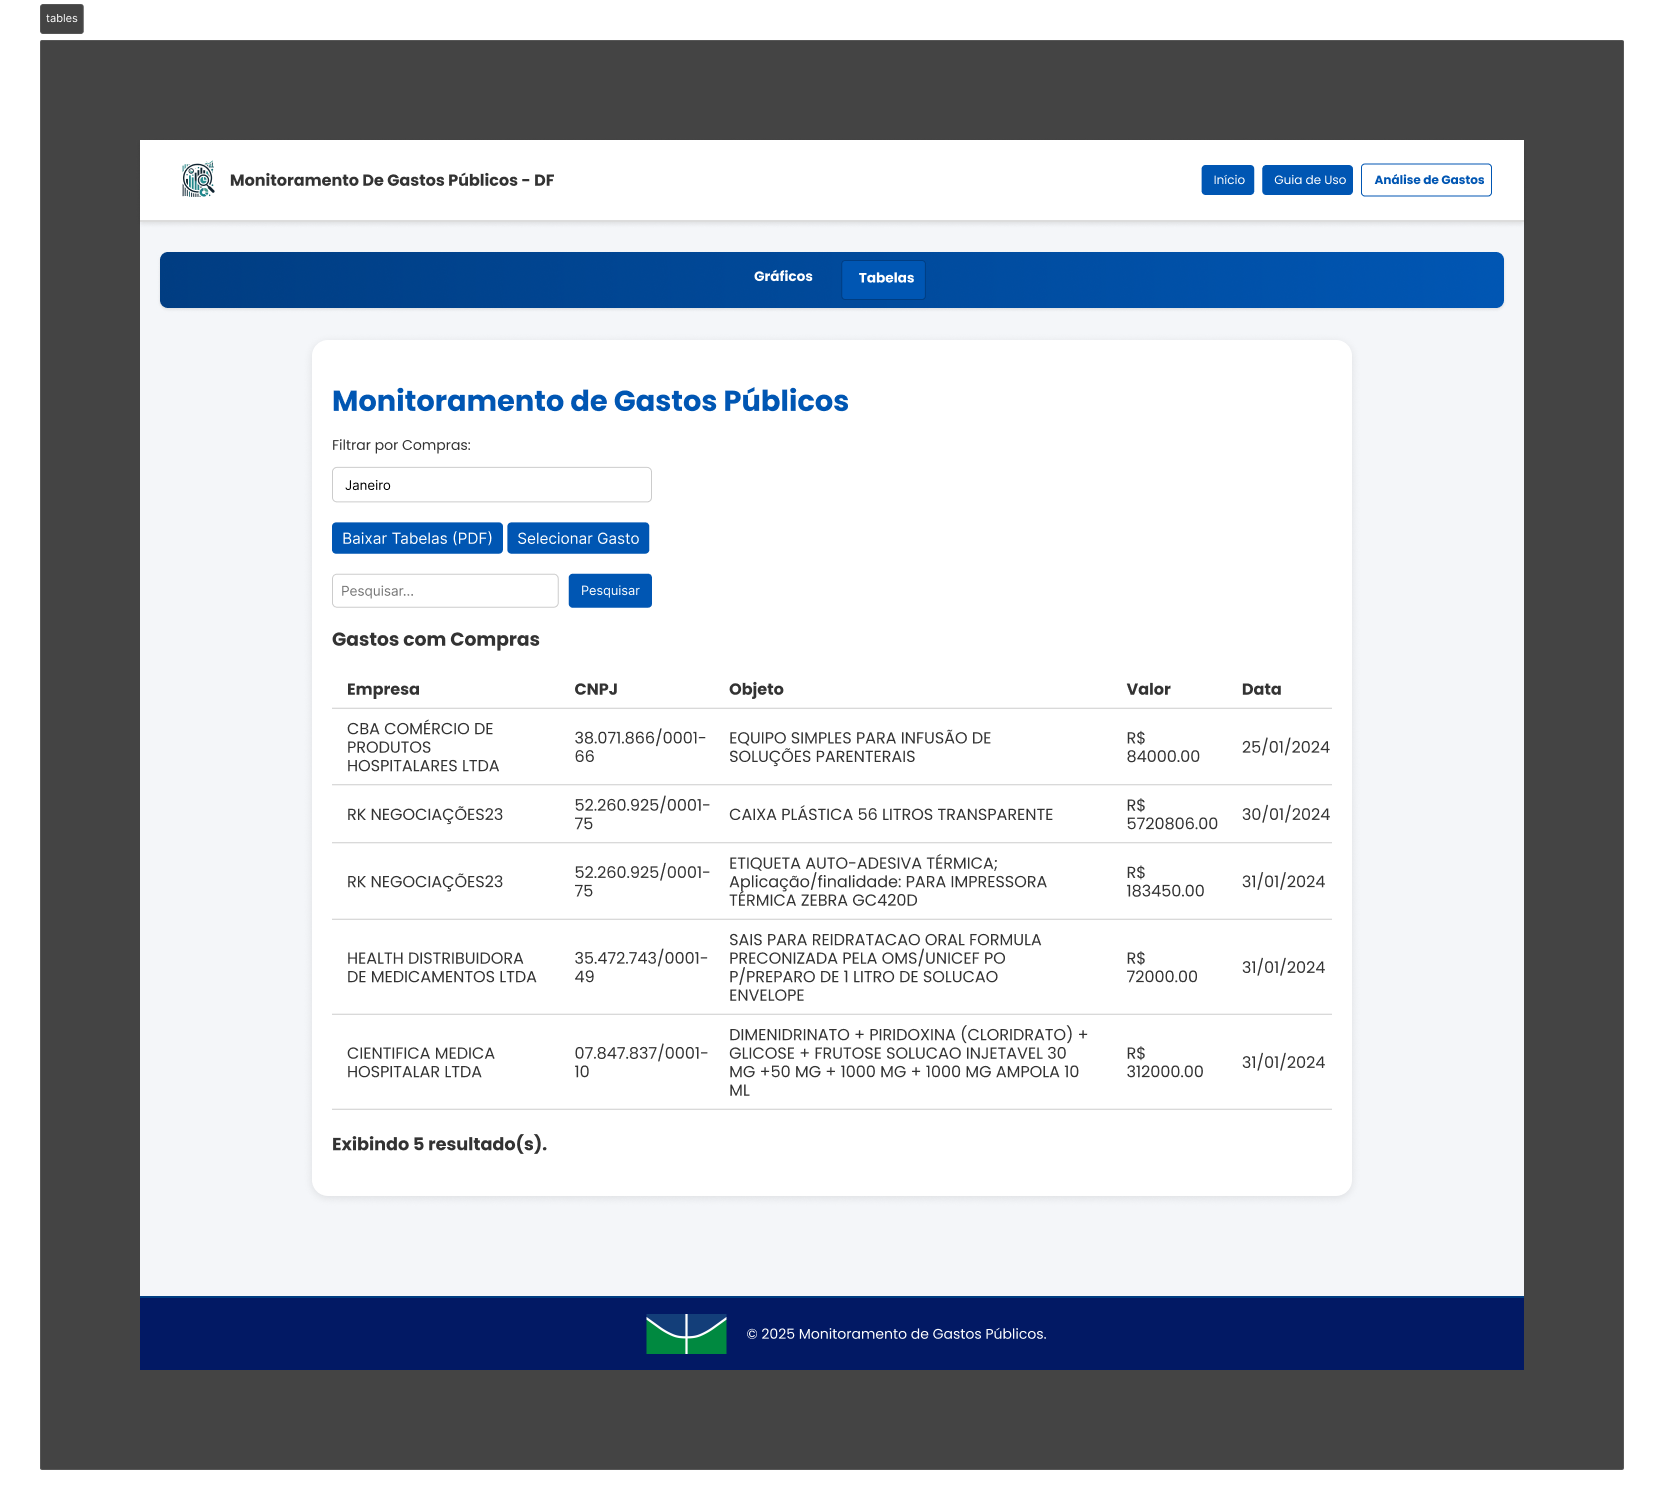 tables
Monitoramento De Gastos Públicos - DF
Início
Guia de Uso
Análise de Gastos
Gráficos
Tabelas
Monitoramento de Gastos Públicos
Filtrar por Compras:
Janeiro
Baixar Tabelas (PDF)
Selecionar Gasto
Pesquisar...
Pesquisar
Gastos com Compras
Empresa CNPJ Objeto Valor Data
CBA COMÉRCIO DE
PRODUTOS
HOSPITALARES LTDA
38.071.866/0001-
66
EQUIPO SIMPLES PARA INFUSÃO DE
SOLUÇÕES PARENTERAIS
R$
84000.00
25/01/2024
RK NEGOCIAÇÕES23
52.260.925/0001-
75
CAIXA PLÁSTICA 56 LITROS TRANSPARENTE
R$
5720806.00
30/01/2024
RK NEGOCIAÇÕES23
52.260.925/0001-
75
ETIQUETA AUTO-ADESIVA TÉRMICA;
Aplicação/finalidade: PARA IMPRESSORA
TÉRMICA ZEBRA GC420D
R$
183450.00
31/01/2024
HEALTH DISTRIBUIDORA
DE MEDICAMENTOS LTDA
35.472.743/0001-
49
SAIS PARA REIDRATACAO ORAL FORMULA
PRECONIZADA PELA OMS/UNICEF PO
P/PREPARO DE 1 LITRO DE SOLUCAO
ENVELOPE
R$
72000.00
31/01/2024
CIENTIFICA MEDICA
HOSPITALAR LTDA
07.847.837/0001-
10
DIMENIDRINATO + PIRIDOXINA (CLORIDRATO) +
GLICOSE + FRUTOSE SOLUCAO INJETAVEL 30
MG +50 MG + 1000 MG + 1000 MG AMPOLA 10
ML
R$
312000.00
31/01/2024
Exibindo 5 resultado(s).
© 2025 Monitoramento de Gastos Públicos.